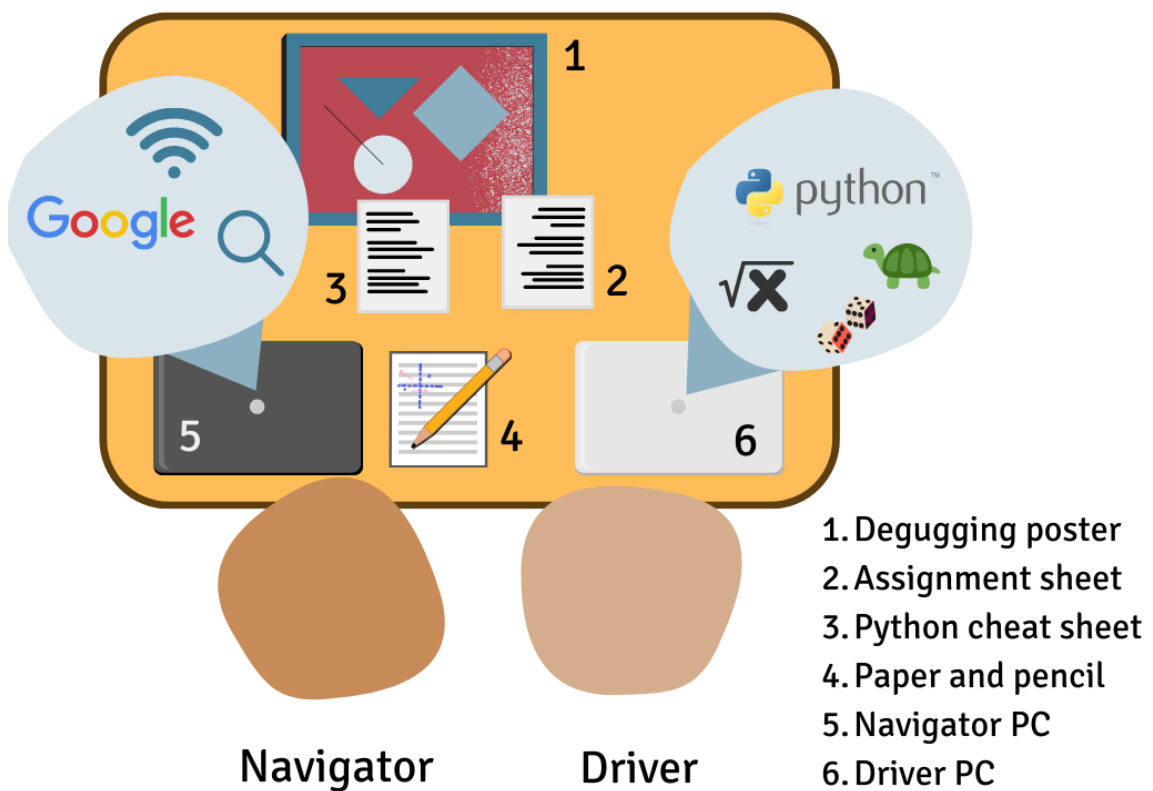 1
Google
python™
3
2
√x
5
4
6
1. Degugging poster
2. Assignment sheet
3. Python cheat sheet
4. Paper and pencil
5. Navigator PC
6. Driver PC
Navigator
Driver